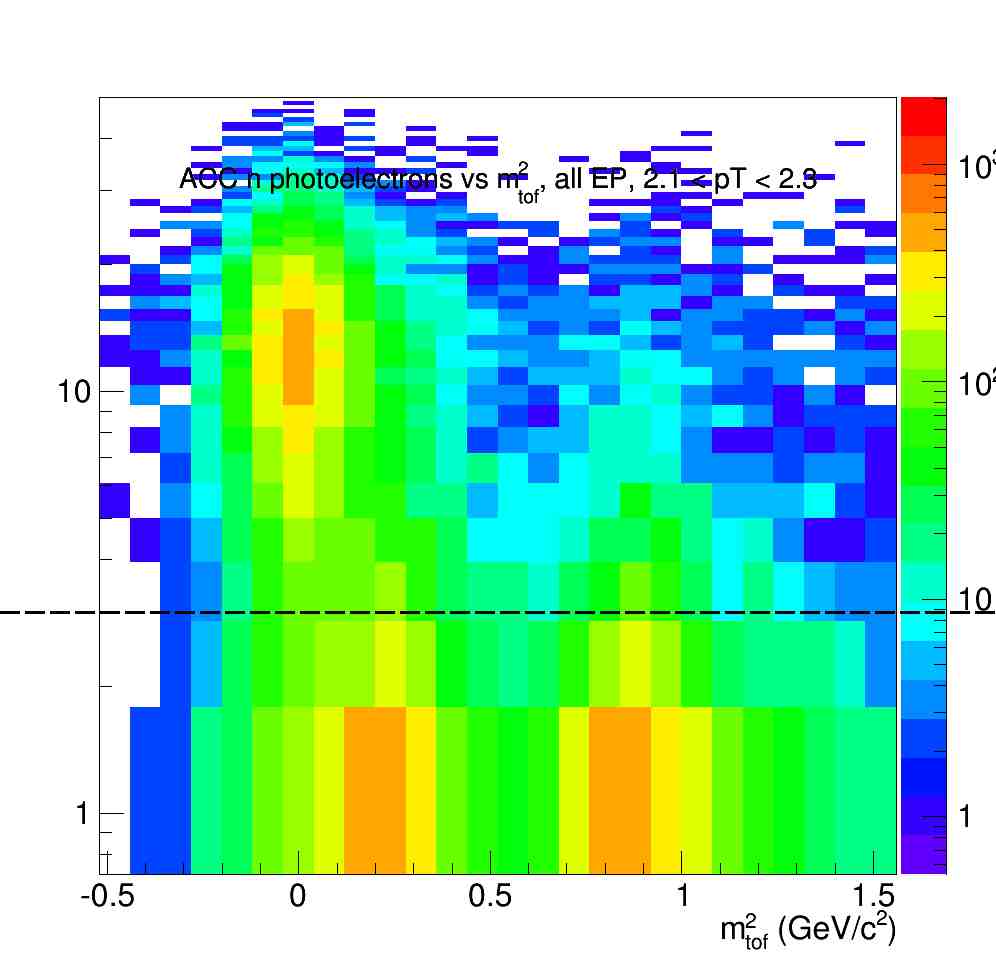 ACC n photoelectrons vs m²tof, all EP, 2.1 < pT < 2.3
10
1
-0.5 0 0.5 1 1.5
m²tof (GeV/c²)
10³
10²
10
1